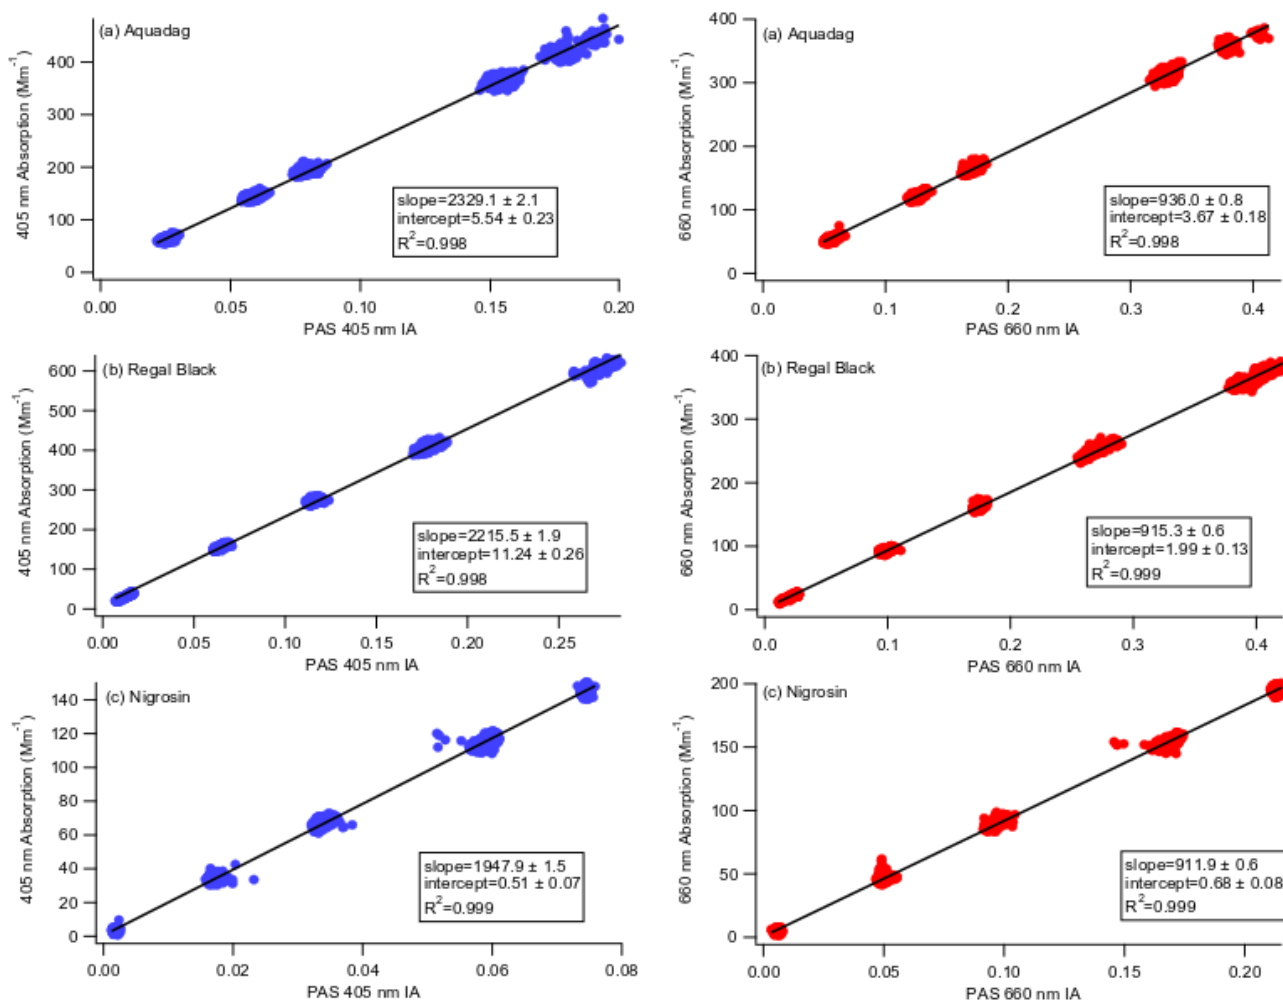 (a) Aquadag
405 nm Absorption (Mm⁻¹)
400
300
200
100
0
slope=2329.1 ± 2.1
intercept=5.54 ± 0.23
R²=0.998
0.00 0.05 0.10 0.15 0.20
PAS 405 nm IA
(a) Aquadag
660 nm Absorption (Mm⁻¹)
400
300
200
100
0
slope=936.0 ± 0.8
intercept=3.67 ± 0.18
R²=0.998
0.0 0.1 0.2 0.3 0.4
PAS 660 nm IA
(b) Regal Black
405 nm Absorption (Mm⁻¹)
600
500
400
300
200
100
0
slope=2215.5 ± 1.9
intercept=11.24 ± 0.26
R²=0.998
0.00 0.05 0.10 0.15 0.20 0.25
PAS 405 nm IA
(b) Regal Black
660 nm Absorption (Mm⁻¹)
400
300
200
100
0
slope=915.3 ± 0.6
intercept=1.99 ± 0.13
R²=0.999
0.0 0.1 0.2 0.3 0.4
PAS 660 nm IA
(c) Nigrosin
405 nm Absorption (Mm⁻¹)
140
120
100
80
60
40
20
0
slope=1947.9 ± 1.5
intercept=0.51 ± 0.07
R²=0.999
0.00 0.02 0.04 0.06 0.08
PAS 405 nm IA
(c) Nigrosin
660 nm Absorption (Mm⁻¹)
200
150
100
50
0
slope=911.9 ± 0.6
intercept=0.68 ± 0.08
R²=0.999
0.00 0.05 0.10 0.15 0.20
PAS 660 nm IA